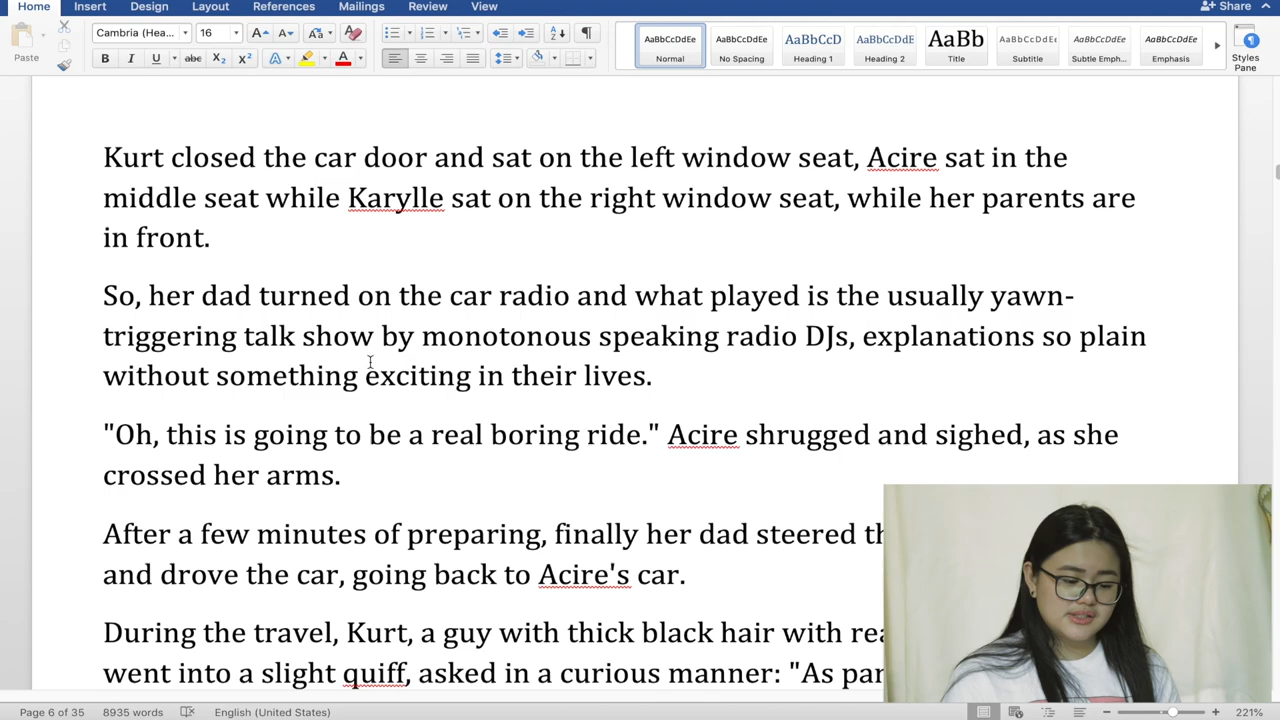 Home Insert Design Layout References Mailings Review View Share
Cambria (Hea... 16 AaBbCcDdEe AaBbCcDdEe AaBbCcD AaBbCcDdE AaBb AaBbCcDdEe AaBbCcDdEe AaBbCcDdEe
Paste B I U abc X₂ X² A A Normal No Spacing Heading 1 Heading 2 Title Subtitle Subtle Emph... Emphasis Styles Pane
Kurt closed the car door and sat on the left window seat, Acire sat in the
middle seat while Karylle sat on the right window seat, while her parents are
in front.
So, her dad turned on the car radio and what played is the usually yawn-
triggering talk show by monotonous speaking radio DJs, explanations so plain
without something exciting in their lives.
"Oh, this is going to be a real boring ride." Acire shrugged and sighed, as she
crossed her arms.
After a few minutes of preparing, finally her dad steered
and drove the car, going back to Acire's car.
During the travel, Kurt, a guy with thick black hair with
went into a slight quiff, asked in a curious manner: "As
Page 6 of 35 8935 words English (United States) 221%